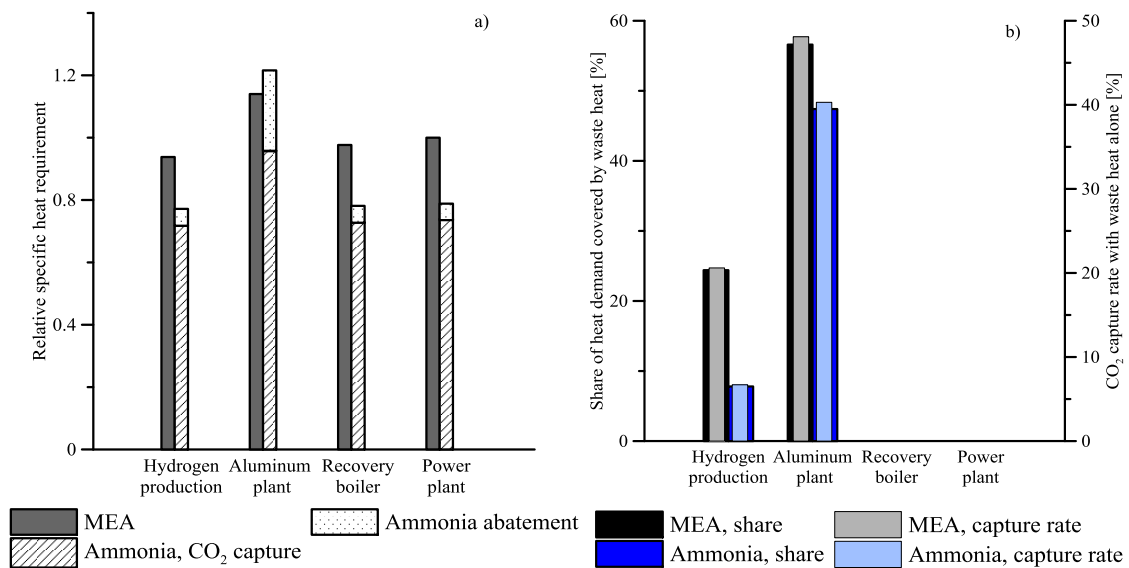 a)
Relative specific heat requirement
1.2
0.8
0.4
0
Hydrogen production
Aluminum plant
Recovery boiler
Power plant
MEA
Ammonia abatement
Ammonia, CO₂ capture
b)
Share of heat demand covered by waste heat [%]
60
40
20
0
CO₂ capture rate with waste heat alone [%]
50
40
30
20
10
0
Hydrogen production
Aluminum plant
Recovery boiler
Power plant
MEA, share
MEA, capture rate
Ammonia, share
Ammonia, capture rate